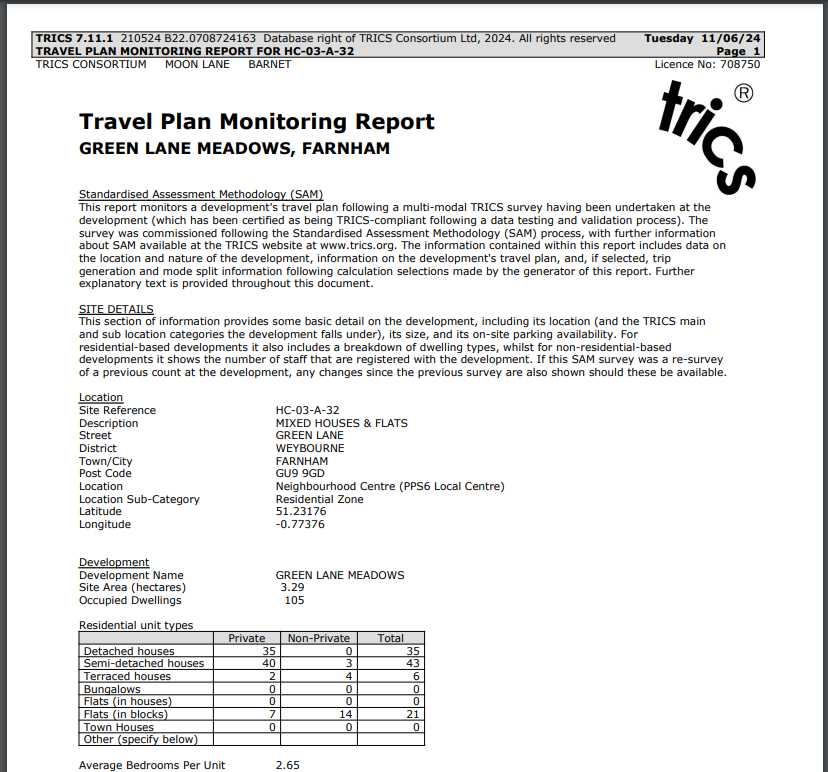 TRICS 7.11.1 210524 B22.0708724163 Database right of TRICS Consortium Ltd, 2024. All rights reserved Tuesday 11/06/24
TRAVEL PLAN MONITORING REPORT FOR HC-03-A-32 Page 1
TRICS CONSORTIUM MOON LANE BARNET Licence No: 708750
trics®
Travel Plan Monitoring Report
GREEN LANE MEADOWS, FARNHAM
Standardised Assessment Methodology (SAM)
This report monitors a development's travel plan following a multi-modal TRICS survey having been undertaken at the
development (which has been certified as being TRICS-compliant following a data testing and validation process). The
survey was commissioned following the Standardised Assessment Methodology (SAM) process, with further information
about SAM available at the TRICS website at www.trics.org. The information contained within this report includes data on
the location and nature of the development, information on the development's travel plan, and, if selected, trip
generation and mode split information following calculation selections made by the generator of this report. Further
explanatory text is provided throughout this document.
SITE DETAILS
This section of information provides some basic detail on the development, including its location (and the TRICS main
and sub location categories the development falls under), its size, and its on-site parking availability. For
residential-based developments it also includes a breakdown of dwelling types, whilst for non-residential-based
developments it shows the number of staff that are registered with the development. If this SAM survey was a re-survey
of a previous count at the development, any changes since the previous survey are also shown should these be available.
Location
Site Reference HC-03-A-32
Description MIXED HOUSES & FLATS
Street GREEN LANE
District WEYBOURNE
Town/City FARNHAM
Post Code GU9 9GD
Location Neighbourhood Centre (PPS6 Local Centre)
Location Sub-Category Residential Zone
Latitude 51.23176
Longitude -0.77376
Development
Development Name GREEN LANE MEADOWS
Site Area (hectares) 3.29
Occupied Dwellings 105
Residential unit types
Private Non-Private Total
Detached houses 35 0 35
Semi-detached houses 40 3 43
Terraced houses 2 4 6
Bungalows 0 0 0
Flats (in houses) 0 0 0
Flats (in blocks) 7 14 21
Town Houses 0 0 0
Other (specify below)
Average Bedrooms Per Unit 2.65